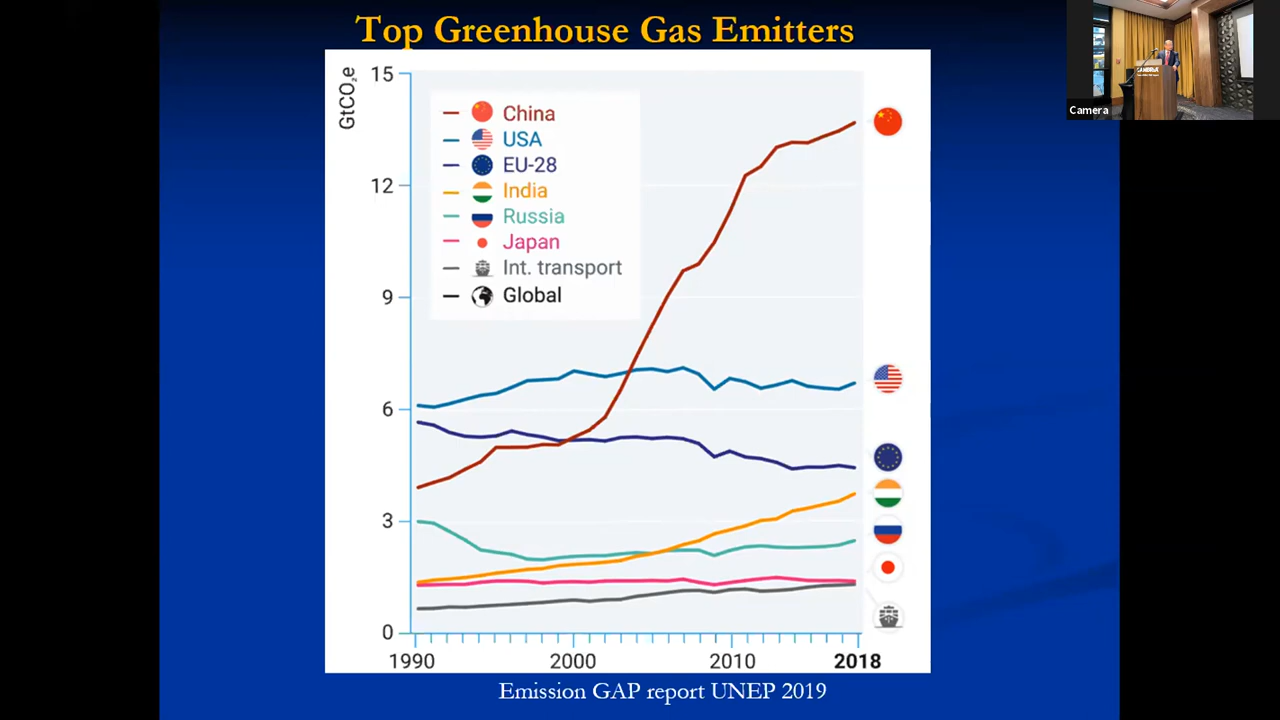 Top Greenhouse Gas Emitters
Camera
GtCO₂e
15
12
9
6
3
0
China
USA
EU-28
India
Russia
Japan
Int. transport
Global
1990
2000
2010
2018
Emission GAP report UNEP 2019